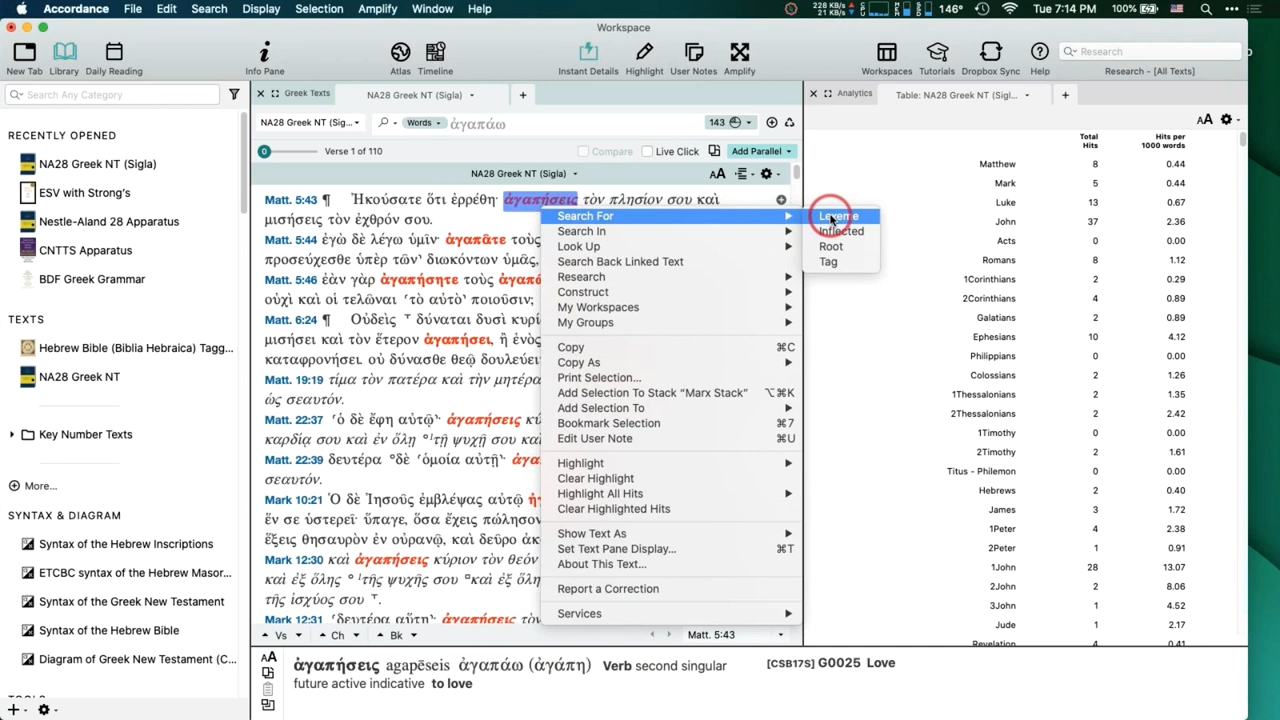 Accordance File Edit Search Display Selection Amplify Window Help
228 KB/s
21 KB/s
146°
Tue 7:14 PM 100%
Workspace
New Tab Library Daily Reading Info Pane Atlas Timeline Instant Details Highlight User Notes Amplify Workspaces Tutorials Dropbox Sync Help
Research
Research - [All Texts]
Search Any Category
RECENTLY OPENED
NA28 Greek NT (Sigla)
ESV with Strong's
Nestle-Aland 28 Apparatus
CNTTS Apparatus
BDF Greek Grammar
TEXTS
Hebrew Bible (Biblia Hebraica) Tagg...
NA28 Greek NT
Key Number Texts
More...
SYNTAX & DIAGRAM
Syntax of the Hebrew Inscriptions
ETCBC syntax of the Hebrew Masor...
Syntax of the Greek New Testament
Syntax of the Hebrew Bible
Diagram of Greek New Testament (C...
Greek Texts NA28 Greek NT (Sigla)
NA28 Greek NT (Sig... Words ἀγαπάω 143
0 Verse 1 of 110 Compare Live Click Add Parallel
NA28 Greek NT (Sigla)
Matt. 5:43 ¶ Ἠκούσατε ὅτι ἐρρέθη· ἀγαπήσεις τὸν πλησίον σου καὶ
μισήσεις τὸν ἐχθρόν σου.
Matt. 5:44 ἐγὼ δὲ λέγω ὑμῖν· ἀγαπᾶτε τοὺς
προσεύχεσθε ὑπὲρ τῶν διωκόντων ὑμᾶς,
Matt. 5:46 ἐὰν γὰρ ἀγαπήσητε τοὺς
οὐχὶ καὶ οἱ τελῶναι τὸ αὐτὸ ποιοῦσιν;
Matt. 6:24 ¶ Οὐδεὶς ⸆ δύναται δυσὶ
μισήσει καὶ τὸν ἕτερον ἀγαπήσει, ἢ ἑνὸς
καταφρονήσει. οὐ δύνασθε θεῷ
Matt. 19:19 τίμα τὸν πατέρα καὶ τὴν
ὡς σεαυτόν.
Matt. 22:37 ὁ δὲ ἔφη αὐτῷ· ἀγαπήσεις
καρδίᾳ σου καὶ ἐν ὅλῃ τῇ ψυχῇ σου καὶ
Matt. 22:39 δευτέρα δὲ ὁμοία αὐτῇ·
σεαυτόν.
Mark 10:21 Ὁ δὲ Ἰησοῦς ἐμβλέψας αὐτῷ
ἕν σε ὑστερεῖ· ὕπαγε, ὅσα ἔχεις πώλησον
ἕξεις θησαυρὸν ἐν οὐρανῷ, καὶ δεῦρο
Mark 12:30 καὶ ἀγαπήσεις κύριον τὸν
καὶ ἐξ ὅλης τῆς ψυχῆς σου καὶ ἐξ
τῆς ἰσχύος σου ⸆.
Mark 12:31 δευτέρα αὕτη· ἀγαπήσεις
Vs Ch Bk Matt. 5:43
Search For
Search In
Look Up
Search Back Linked Text
Research
Construct
My Workspaces
My Groups
Copy ⌘C
Copy As
Print Selection...
Add Selection To Stack "Marx Stack" ⌥⌘K
Add Selection To
Bookmark Selection ⌘7
Edit User Note ⌘U
Highlight
Clear Highlight
Highlight All Hits
Clear Highlighted Hits
Show Text As
Set Text Pane Display... ⌘T
About This Text...
Report a Correction
Services
Lexeme
Inflected
Root
Tag
Analytics Table: NA28 Greek NT (Sigl...
Total Hits per
Hits 1000 words
Matthew 8 0.44
Mark 5 0.44
Luke 13 0.67
John 37 2.36
Acts 0 0.00
Romans 8 1.12
1Corinthians 2 0.29
2Corinthians 4 0.89
Galatians 2 0.89
Ephesians 10 4.12
Philippians 0 0.00
Colossians 2 1.26
1Thessalonians 2 1.35
2Thessalonians 2 2.42
1Timothy 0 0.00
2Timothy 2 1.61
Titus - Philemon 0 0.00
Hebrews 2 0.40
James 3 1.72
1Peter 4 2.38
2Peter 1 0.91
1John 28 13.07
2John 2 8.06
3John 1 4.52
Jude 1 2.17
Revelation 4 0.41
ἀγαπήσεις agapēseis ἀγαπάω (ἀγάπη) Verb second singular
future active indicative to love
[CSB17S] G0025 Love